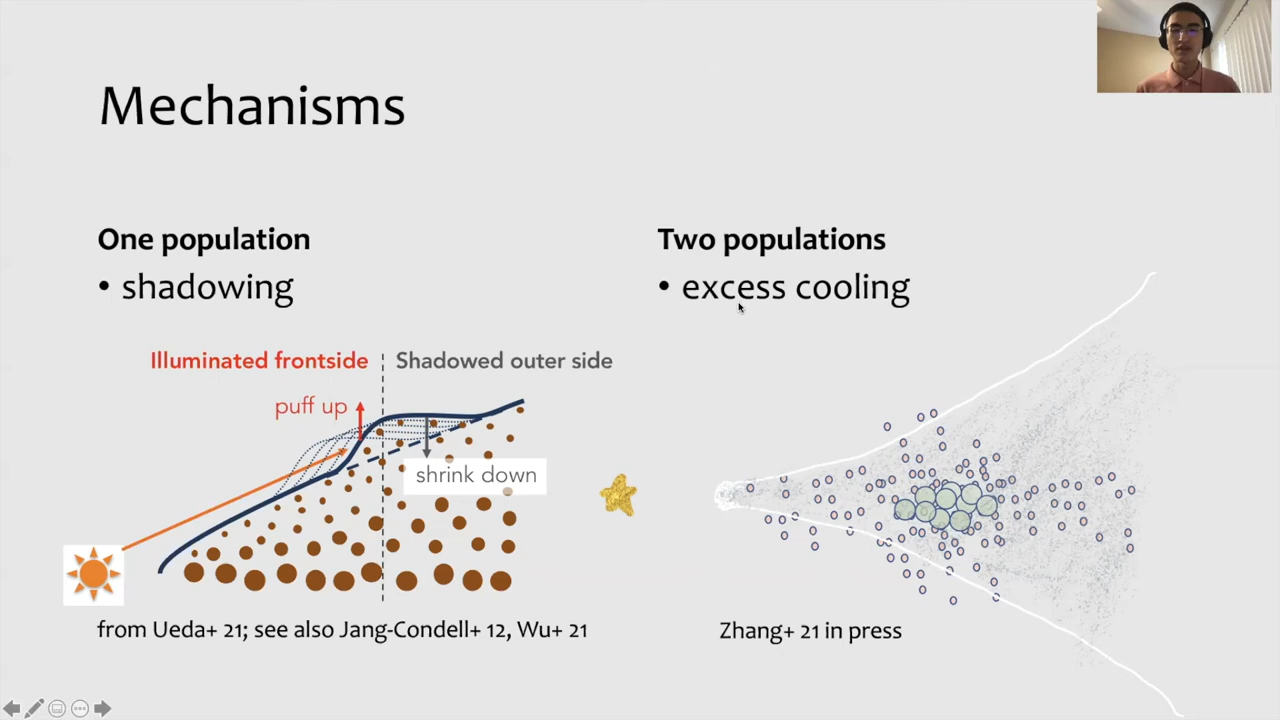 Mechanisms
One population
• shadowing
Illuminated frontside
Shadowed outer side
puff up
shrink down
from Ueda+ 21; see also Jang-Condell+ 12, Wu+ 21
Two populations
• excess cooling
Zhang+ 21 in press